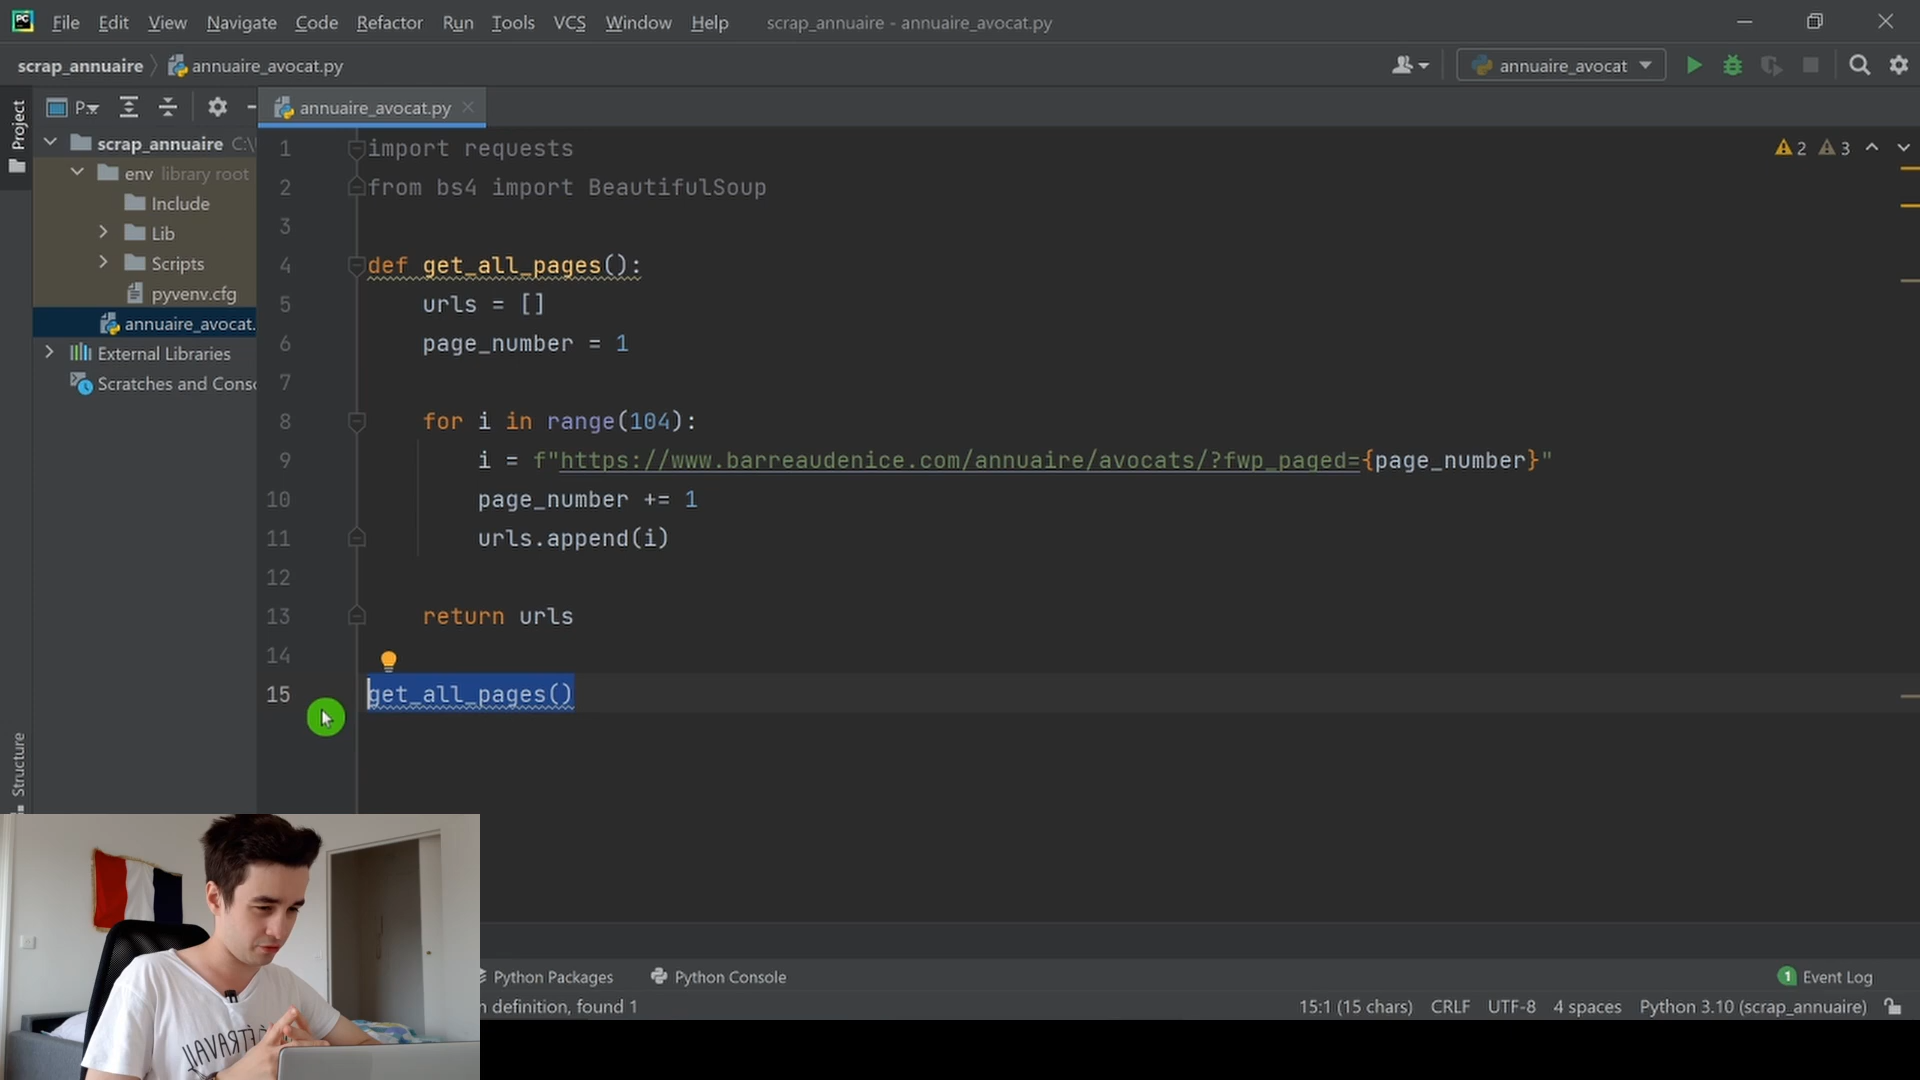 File Edit View Navigate Code Refactor Run Tools VCS Window Help scrap_annuaire - annuaire_avocat.py
scrap_annuaire annuaire_avocat.py annuaire_avocat
Project P... annuaire_avocat.py
scrap_annuaire C:\
env library root
Include
Lib
Scripts
pyvenv.cfg
annuaire_avocat.
External Libraries
Scratches and Conso
2 3
1 import requests
2 from bs4 import BeautifulSoup
3
4 def get_all_pages():
5 urls = []
6 page_number = 1
7
8 for i in range(104):
9 i = f"https://www.barreaudenice.com/annuaire/avocats/?fwp_paged={page_number}"
10 page_number += 1
11 urls.append(i)
12
13 return urls
14
15 get_all_pages()
Structure
Python Packages Python Console 1 Event Log
n definition, found 1 15:1 (15 chars) CRLF UTF-8 4 spaces Python 3.10 (scrap_annuaire)